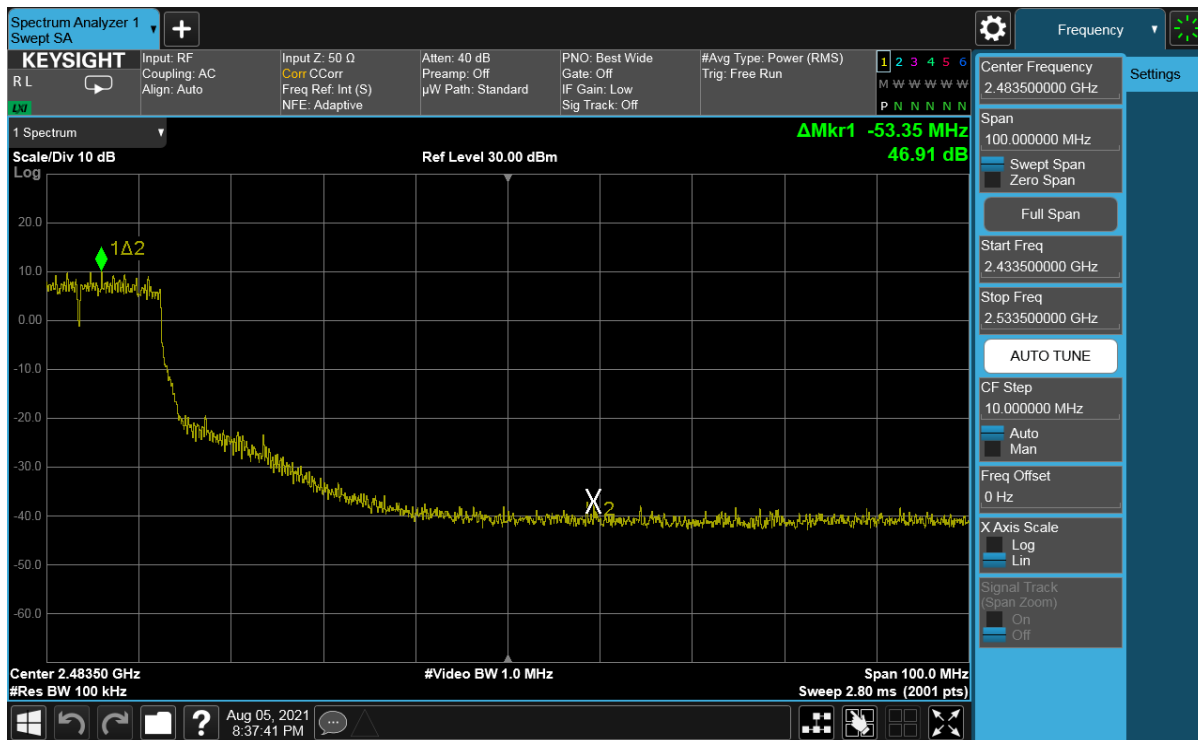 Spectrum Analyzer 1
Swept SA
+
Frequency
KEYSIGHT
R L
LXI
Input: RF
Coupling: AC
Align: Auto
Input Z: 50 Ω
Corr CCorr
Freq Ref: Int (S)
NFE: Adaptive
Atten: 40 dB
Preamp: Off
µW Path: Standard
PNO: Best Wide
Gate: Off
IF Gain: Low
Sig Track: Off
#Avg Type: Power (RMS)
Trig: Free Run
1 2 3 4 5 6
M W W W W W
P N N N N N
1 Spectrum
Scale/Div 10 dB
Log
Ref Level 30.00 dBm
ΔMkr1 -53.35 MHz
46.91 dB
20.0
10.0
0.00
-10.0
-20.0
-30.0
-40.0
-50.0
-60.0
1Δ2
X2
Center 2.48350 GHz
#Res BW 100 kHz
#Video BW 1.0 MHz
Span 100.0 MHz
Sweep 2.80 ms (2001 pts)
Center Frequency
2.483500000 GHz
Settings
Span
100.000000 MHz
Swept Span
Zero Span
Full Span
Start Freq
2.433500000 GHz
Stop Freq
2.533500000 GHz
AUTO TUNE
CF Step
10.000000 MHz
Auto
Man
Freq Offset
0 Hz
X Axis Scale
Log
Lin
Signal Track
(Span Zoom)
On
Off
?
Aug 05, 2021
8:37:41 PM